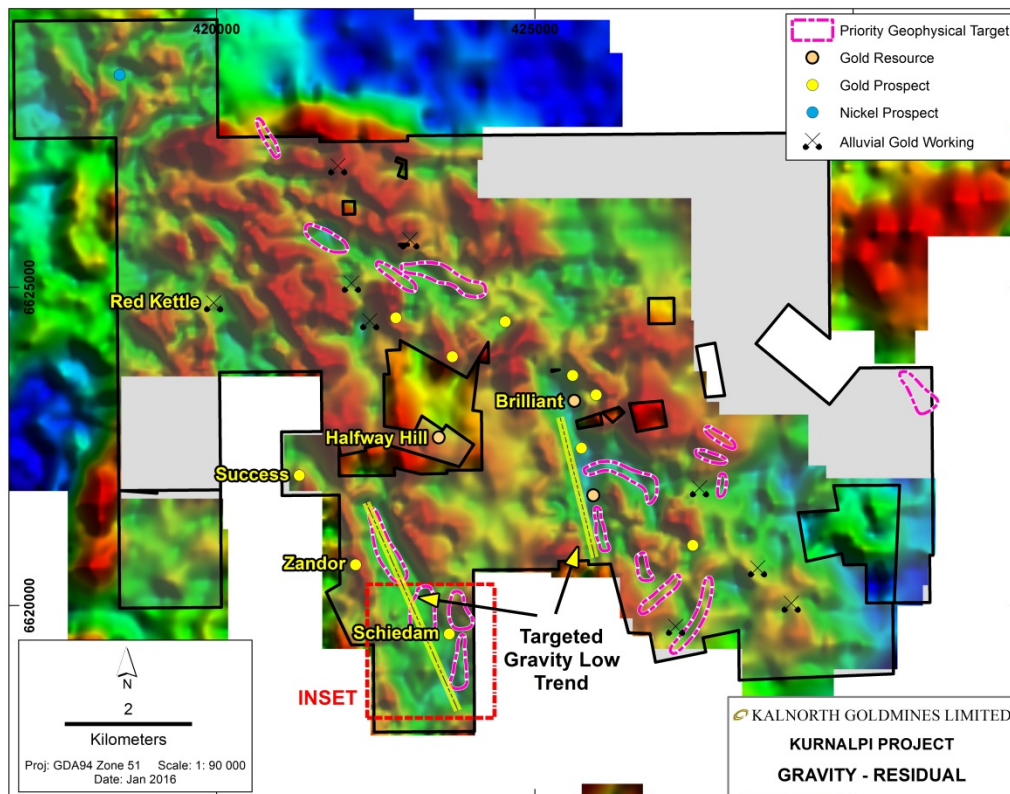 420000
425000
Priority Geophysical Target
Gold Resource
Gold Prospect
Nickel Prospect
Alluvial Gold Working
6625000
Red Kettle
Brilliant
Halfway Hill
Success
Zandor
6620000
Schiedam
Targeted
Gravity Low
Trend
INSET
N
2
Kilometers
Proj: GDA94 Zone 51 Scale: 1: 90 000
Date: Jan 2016
KALNORTH GOLDMINES LIMITED
KURNALPI PROJECT
GRAVITY - RESIDUAL